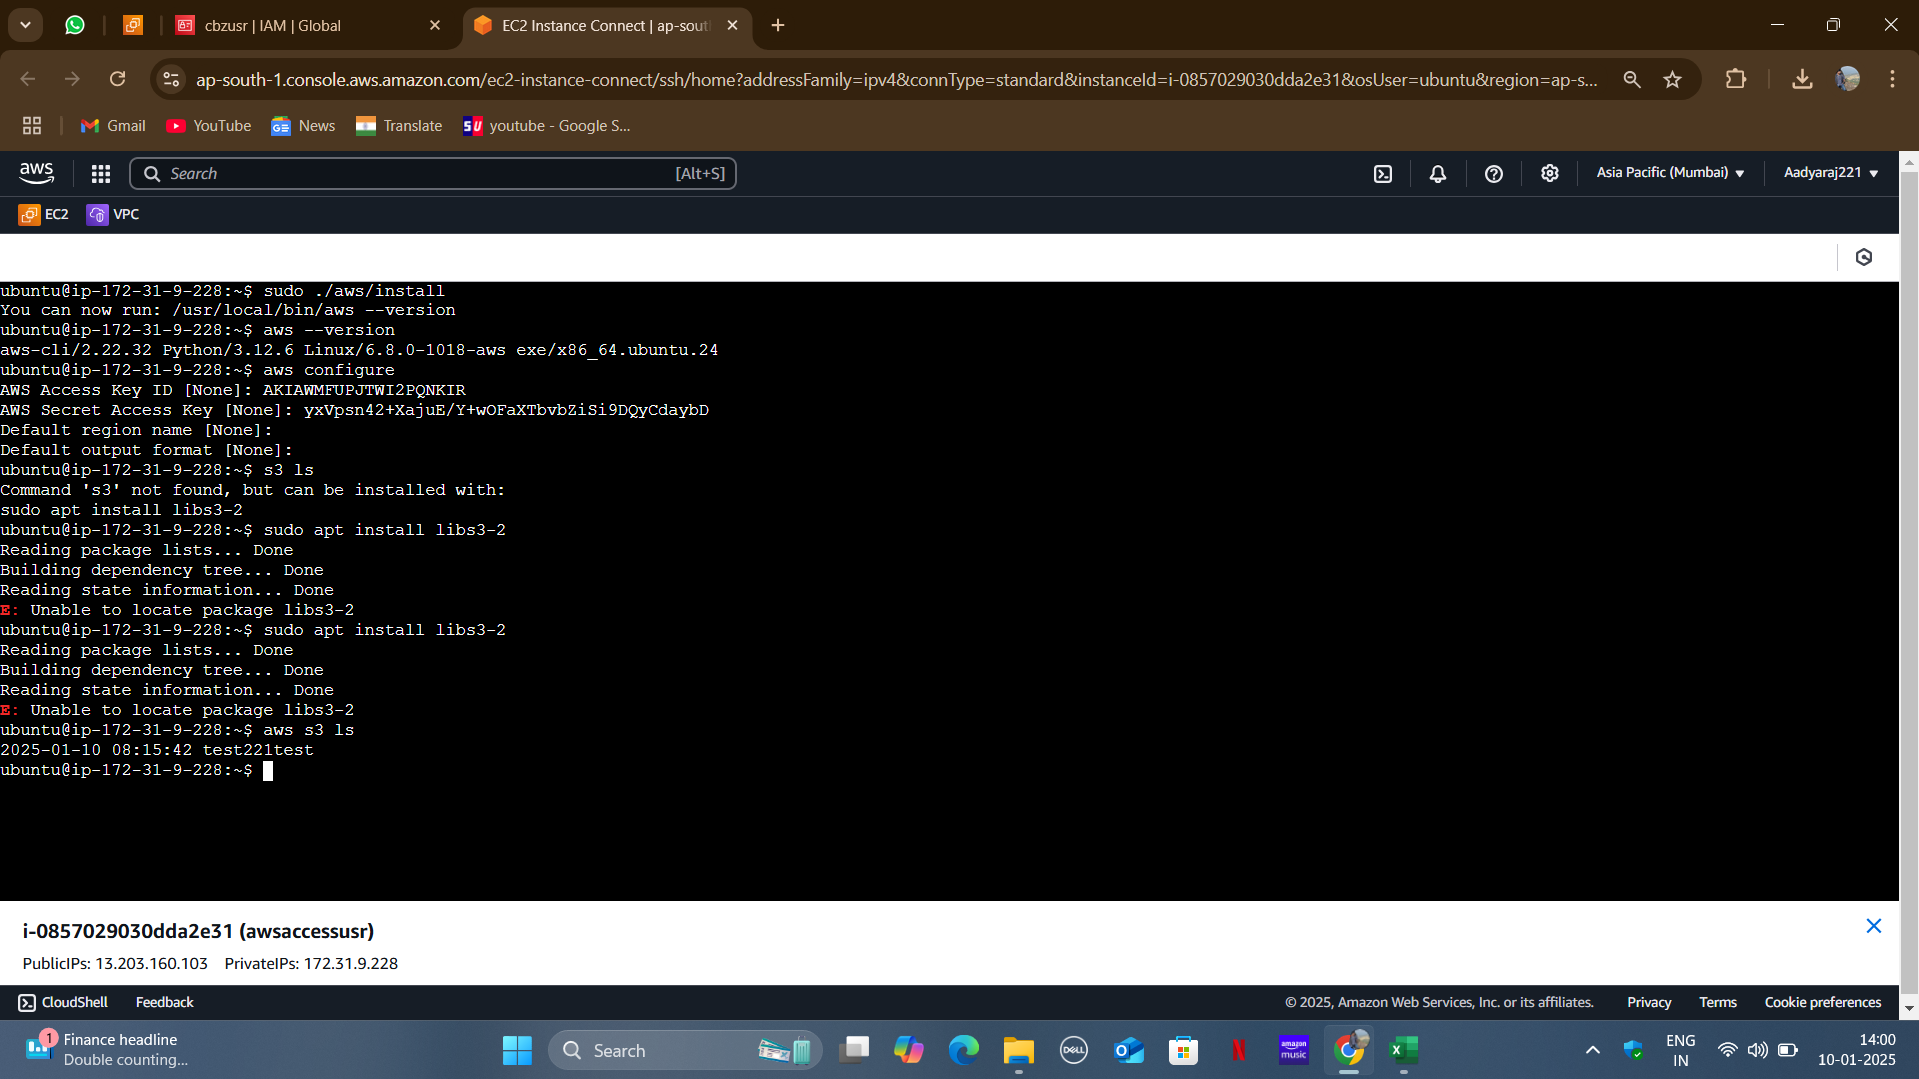 cbzusr | IAM | Global
EC2 Instance Connect | ap-sout
ap-south-1.console.aws.amazon.com/ec2-instance-connect/ssh/home?addressFamily=ipv4&connType=standard&instanceId=i-0857029030dda2e31&osUser=ubuntu&region=ap-s...
Gmail
YouTube
News
Translate
youtube - Google S...
aws
Search
[Alt+S]
Asia Pacific (Mumbai)
Aadyaraj221
EC2
VPC
ubuntu@ip-172-31-9-228:~$ sudo ./aws/install
You can now run: /usr/local/bin/aws --version
ubuntu@ip-172-31-9-228:~$ aws --version
aws-cli/2.22.32 Python/3.12.6 Linux/6.8.0-1018-aws exe/x86_64.ubuntu.24
ubuntu@ip-172-31-9-228:~$ aws configure
AWS Access Key ID [None]: AKIAWMFUPJTWI2PQNKIR
AWS Secret Access Key [None]: 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
Default region name [None]:
Default output format [None]:
ubuntu@ip-172-31-9-228:~$ s3 ls
Command 's3' not found, but can be installed with:
sudo apt install libs3-2
ubuntu@ip-172-31-9-228:~$ sudo apt install libs3-2
Reading package lists... Done
Building dependency tree... Done
Reading state information... Done
E: Unable to locate package libs3-2
ubuntu@ip-172-31-9-228:~$ sudo apt install libs3-2
Reading package lists... Done
Building dependency tree... Done
Reading state information... Done
E: Unable to locate package libs3-2
ubuntu@ip-172-31-9-228:~$ aws s3 ls
2025-01-10 08:15:42 test221test
ubuntu@ip-172-31-9-228:~$
i-0857029030dda2e31 (awsaccessusr)
PublicIPs: 13.203.160.103 PrivateIPs: 172.31.9.228
CloudShell
Feedback
© 2025, Amazon Web Services, Inc. or its affiliates.
Privacy
Terms
Cookie preferences
1
Finance headline
Double counting...
Search
DELL
amazon music
ENG
IN
14:00
10-01-2025